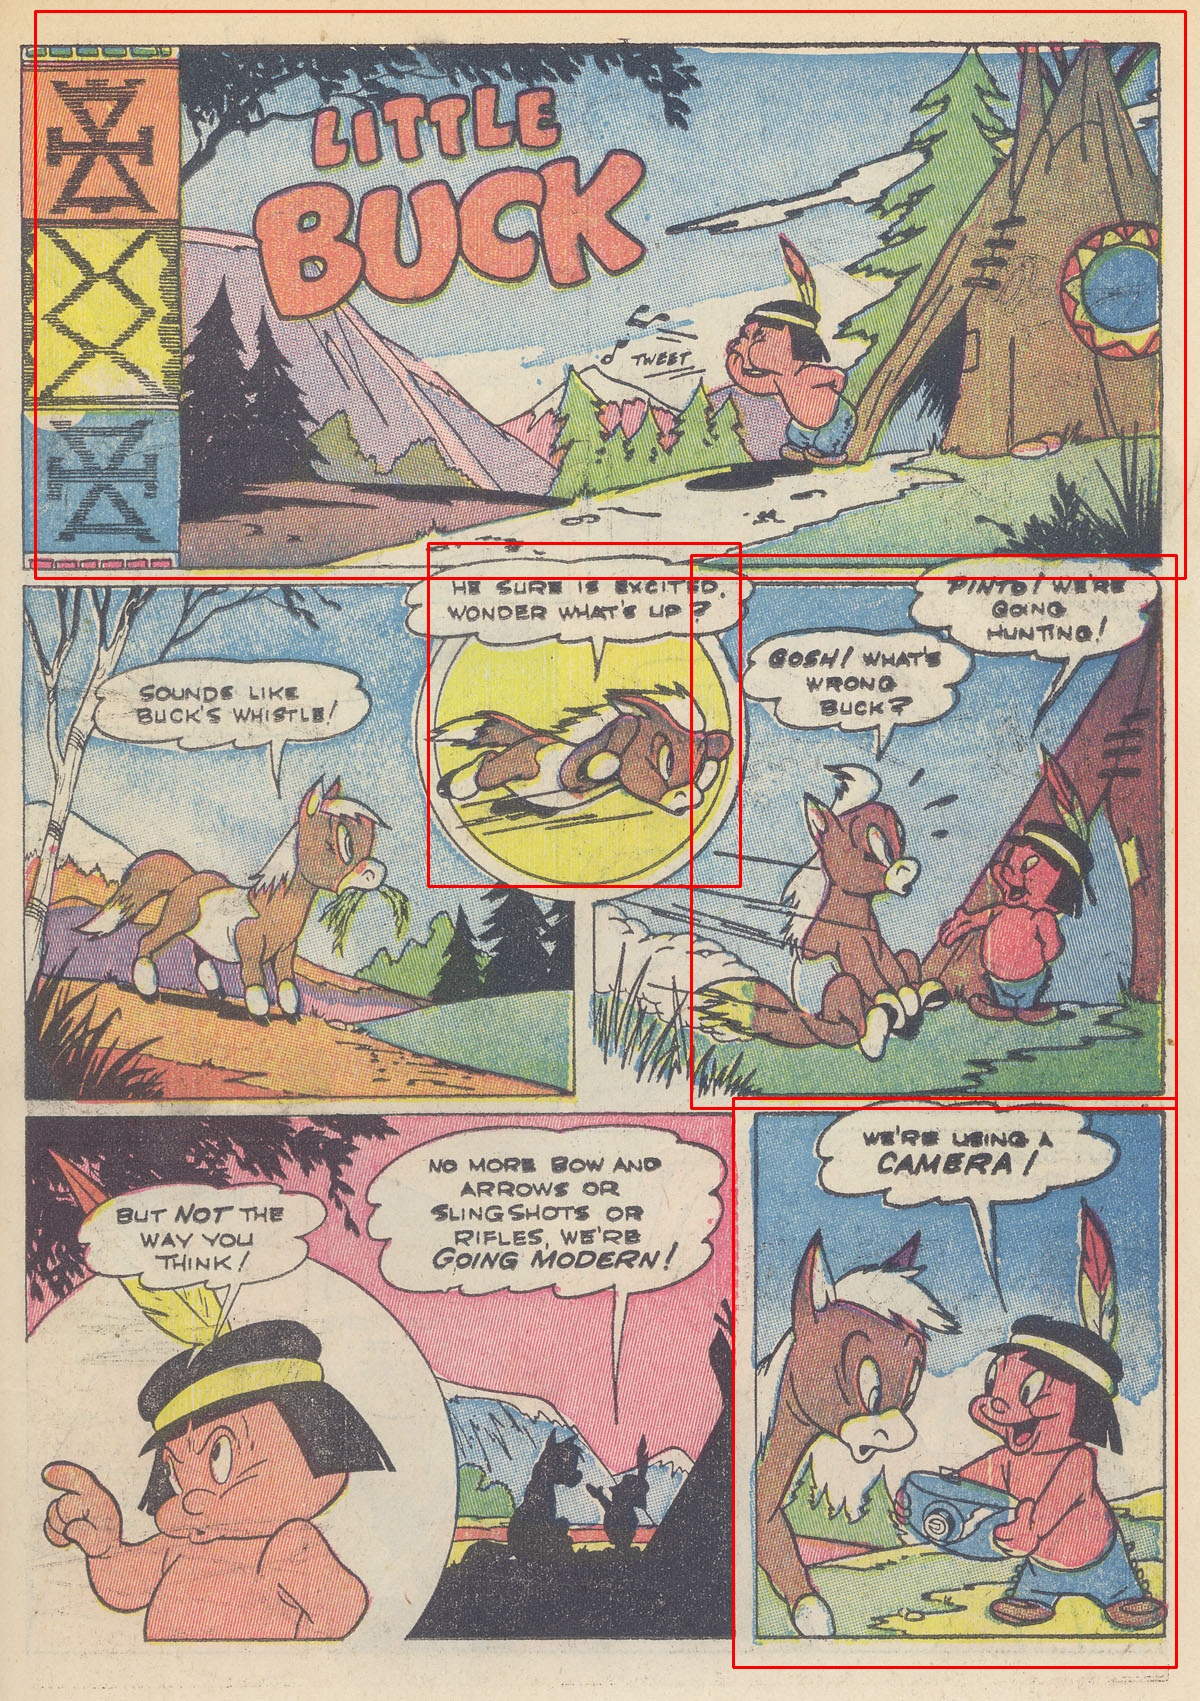 LITTLE
BUCK
TWEET
SOUNDS LIKE
BUCK'S WHISTLE!
HE SURE IS EXCITED,
WONDER WHAT'S UP?
GOSH! WHAT'S
WRONG
BUCK?
PINTO! WE'RE
GOING
HUNTING!
BUT NOT THE
WAY YOU
THINK!
NO MORE BOW AND
ARROWS OR
SLINGSHOTS OR
RIFLES, WE'RE
GOING MODERN!
WE'RE USING A
CAMERA!